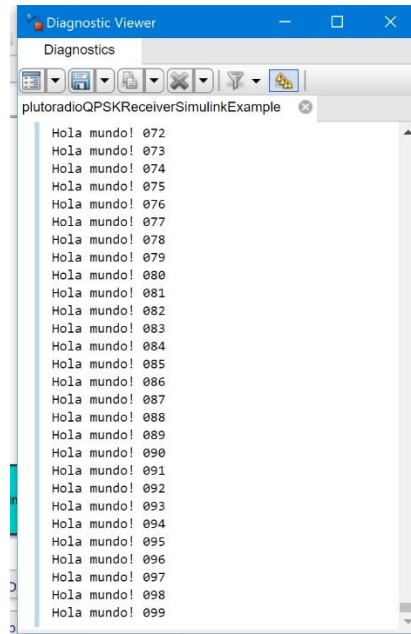 Diagnostic Viewer
Diagnostics
plutoradioQPSKReceiverSimulinkExample
Hola mundo! 072
Hola mundo! 073
Hola mundo! 074
Hola mundo! 075
Hola mundo! 076
Hola mundo! 077
Hola mundo! 078
Hola mundo! 079
Hola mundo! 080
Hola mundo! 081
Hola mundo! 082
Hola mundo! 083
Hola mundo! 084
Hola mundo! 085
Hola mundo! 086
Hola mundo! 087
Hola mundo! 088
Hola mundo! 089
Hola mundo! 090
Hola mundo! 091
Hola mundo! 092
Hola mundo! 093
Hola mundo! 094
Hola mundo! 095
Hola mundo! 096
Hola mundo! 097
Hola mundo! 098
Hola mundo! 099